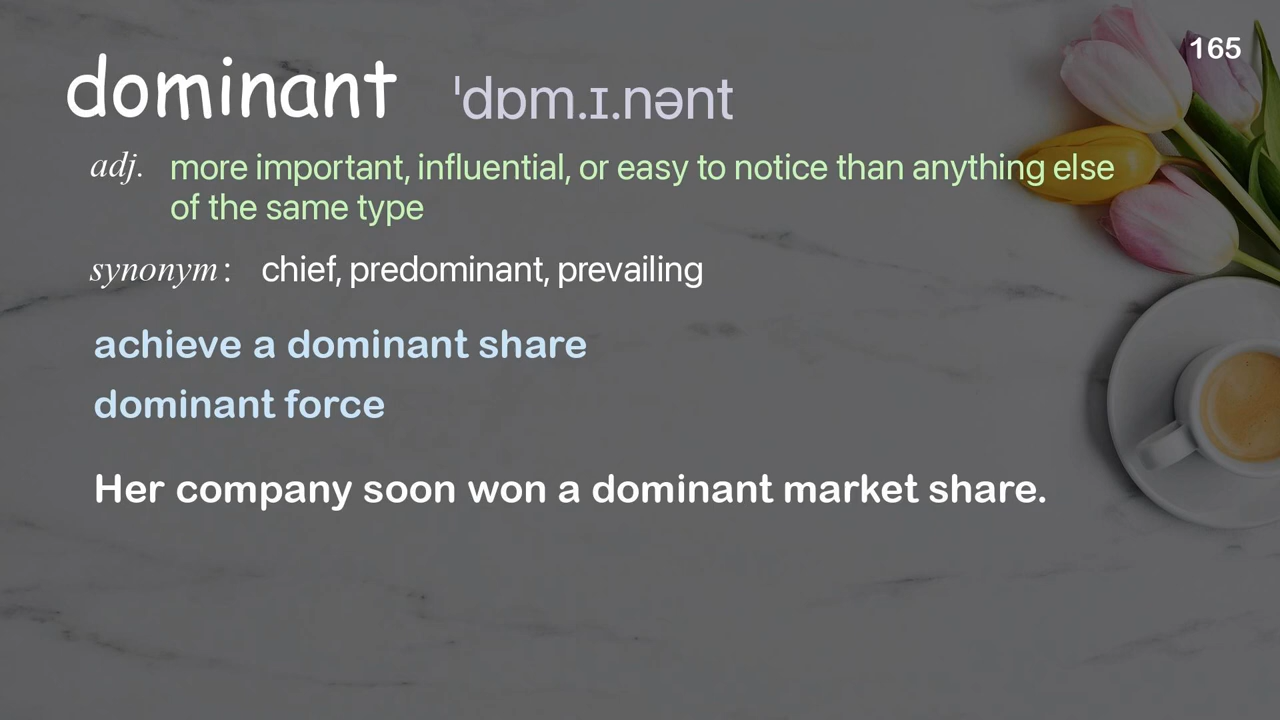 165
dominant ˈdɒm.ɪ.nənt
adj. more important, influential, or easy to notice than anything else
of the same type
synonym: chief, predominant, prevailing
achieve a dominant share
dominant force
Her company soon won a dominant market share.